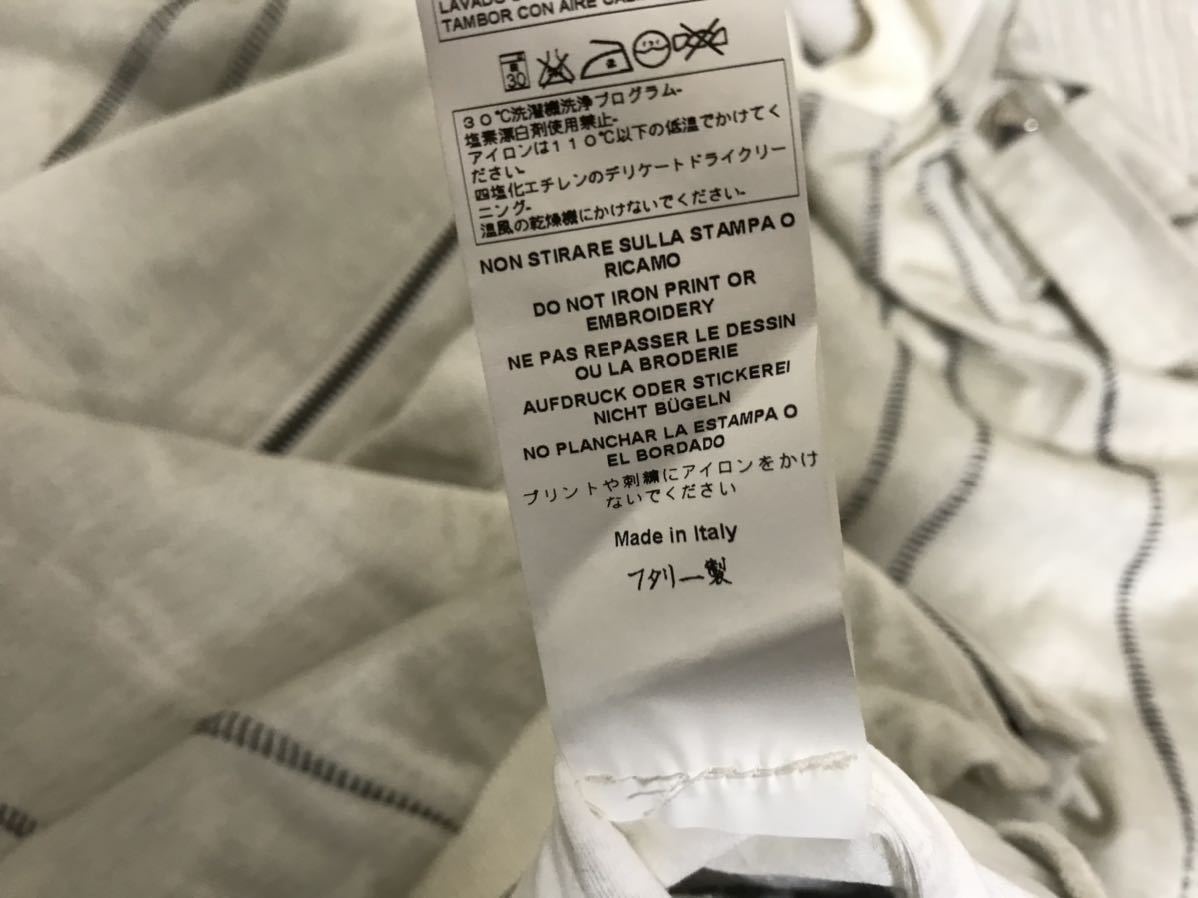 LAVADO
TAMBOR CON AIRE
30
30℃洗濯機洗浄プログラム-
塩素漂白剤使用禁止-
アイロンは110℃以下の低温でかけてく
ださい-
四塩化エチレンのデリケートドライクリー
ニング-
温風の乾燥機にかけないでください-
NON STIRARE SULLA STAMPA O
RICAMO
DO NOT IRON PRINT OR
EMBROIDERY
NE PAS REPASSER LE DESSIN
OU LA BRODERIE
AUFDRUCK ODER STICKEREI
NICHT BÜGELN
NO PLANCHAR LA ESTAMPA O
EL BORDADO
プリントや刺繍にアイロンをかけ
ないでください
Made in Italy
フタリー製